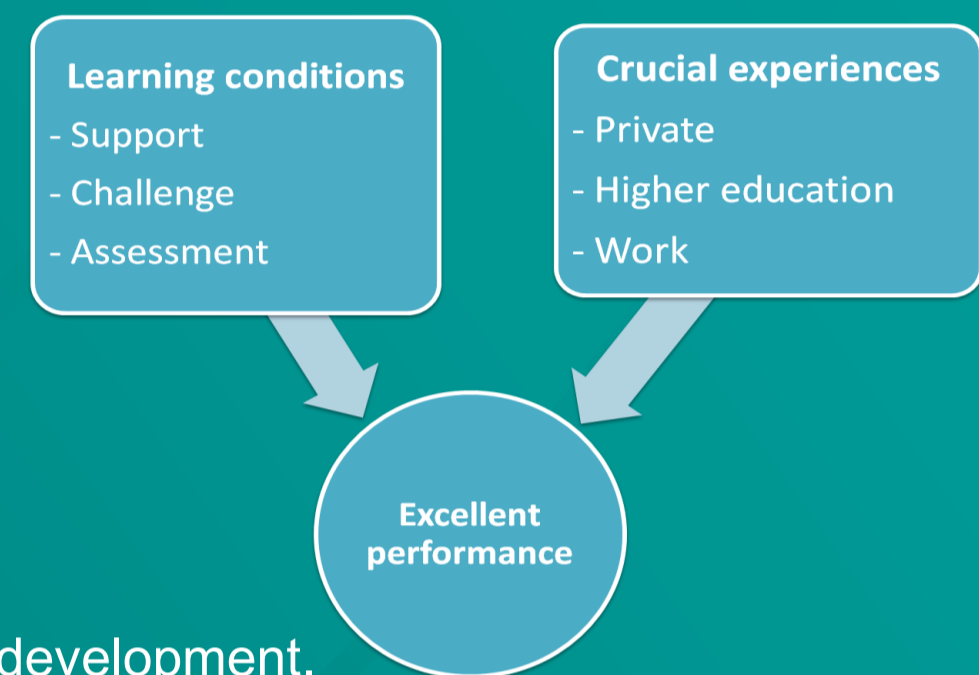 Learning conditions
- Support
- Challenge
- Assessment
Crucial experiences
- Private
- Higher education
- Work
Excellent
performance
development.